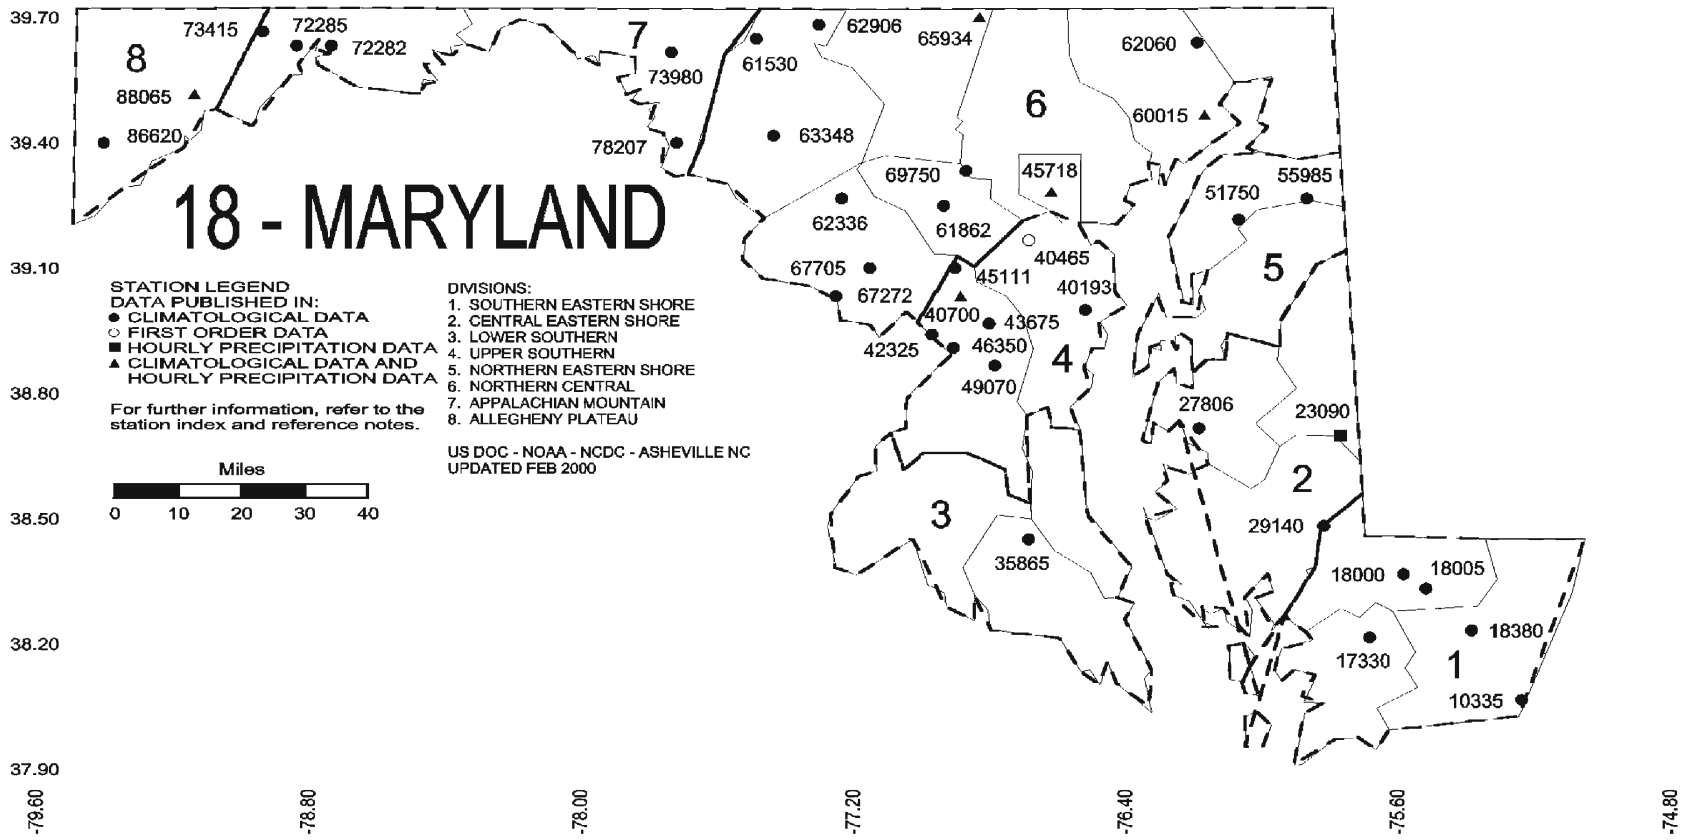 39.70
39.40
39.10
38.80
38.50
38.20
37.90
-79.60
-78.80
-78.00
-77.20
-76.40
-75.60
-74.80
18 - MARYLAND
STATION LEGEND
DATA PUBLISHED IN:
CLIMATOLOGICAL DATA
FIRST ORDER DATA
HOURLY PRECIPITATION DATA
CLIMATOLOGICAL DATA AND
HOURLY PRECIPITATION DATA
For further information, refer to the
station index and reference notes.
Miles
0 10 20 30 40
DIVISIONS:
1. SOUTHERN EASTERN SHORE
2. CENTRAL EASTERN SHORE
3. LOWER SOUTHERN
4. UPPER SOUTHERN
5. NORTHERN EASTERN SHORE
6. NORTHERN CENTRAL
7. APPALACHIAN MOUNTAIN
8. ALLEGHENY PLATEAU
US DOC - NOAA - NCDC - ASHEVILLE NC
UPDATED FEB 2000
8
73415
72285
72282
88065
86620
7
73980
78207
61530
62906
65934
63348
62060
6
60015
69750
45718
62336
61862
67705
67272
51750
55985
5
40465
45111
40193
40700
43675
42325
46350
4
49070
27806
23090
2
29140
3
35865
18000
18005
18380
17330
1
10335